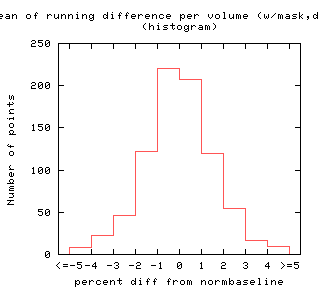 ean of running difference per volume (w/mask,d
(histogram)
250
200
150
100
50
0
Number of points
<=-5 -4 -3 -2 -1 0 1 2 3 4 >=5
percent diff from normbaseline